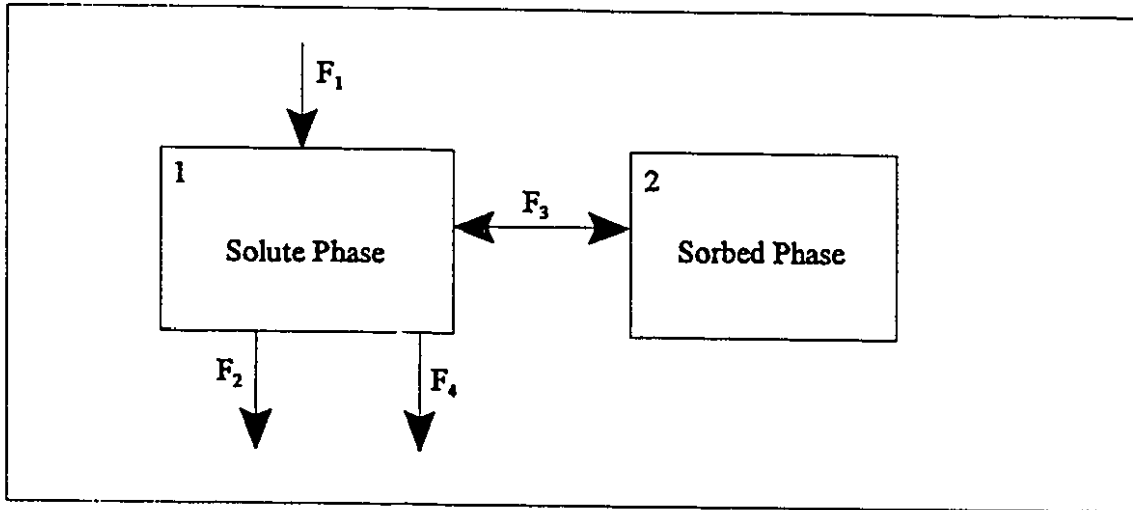 F₁
1
2
F₃
Solute Phase
Sorbed Phase
F₂
F₄